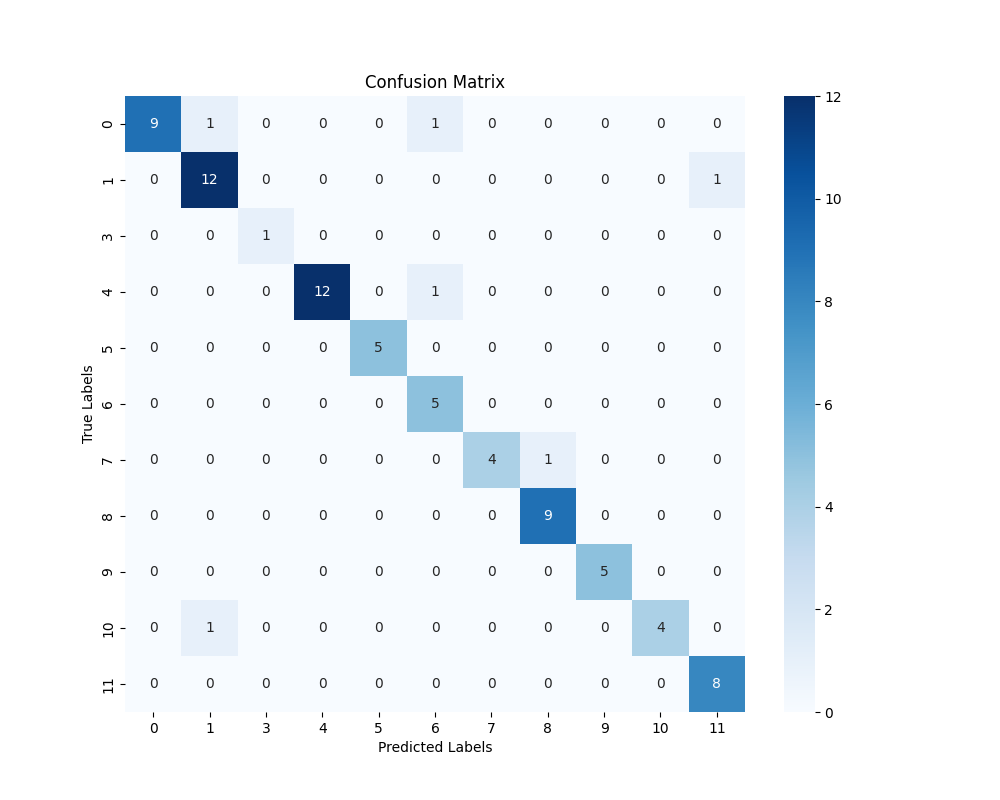 Confusion Matrix
0 9 1 0 0 0 1 0 0 0 0 0
1 0 12 0 0 0 0 0 0 0 0 1
3 0 0 1 0 0 0 0 0 0 0 0
4 0 0 0 12 0 1 0 0 0 0 0
5 0 0 0 0 5 0 0 0 0 0 0
6 0 0 0 0 0 5 0 0 0 0 0
7 0 0 0 0 0 0 4 1 0 0 0
8 0 0 0 0 0 0 0 9 0 0 0
9 0 0 0 0 0 0 0 0 5 0 0
10 0 1 0 0 0 0 0 0 0 4 0
11 0 0 0 0 0 0 0 0 0 0 8
0 1 3 4 5 6 7 8 9 10 11
Predicted Labels
True Labels
12
10
8
6
4
2
0